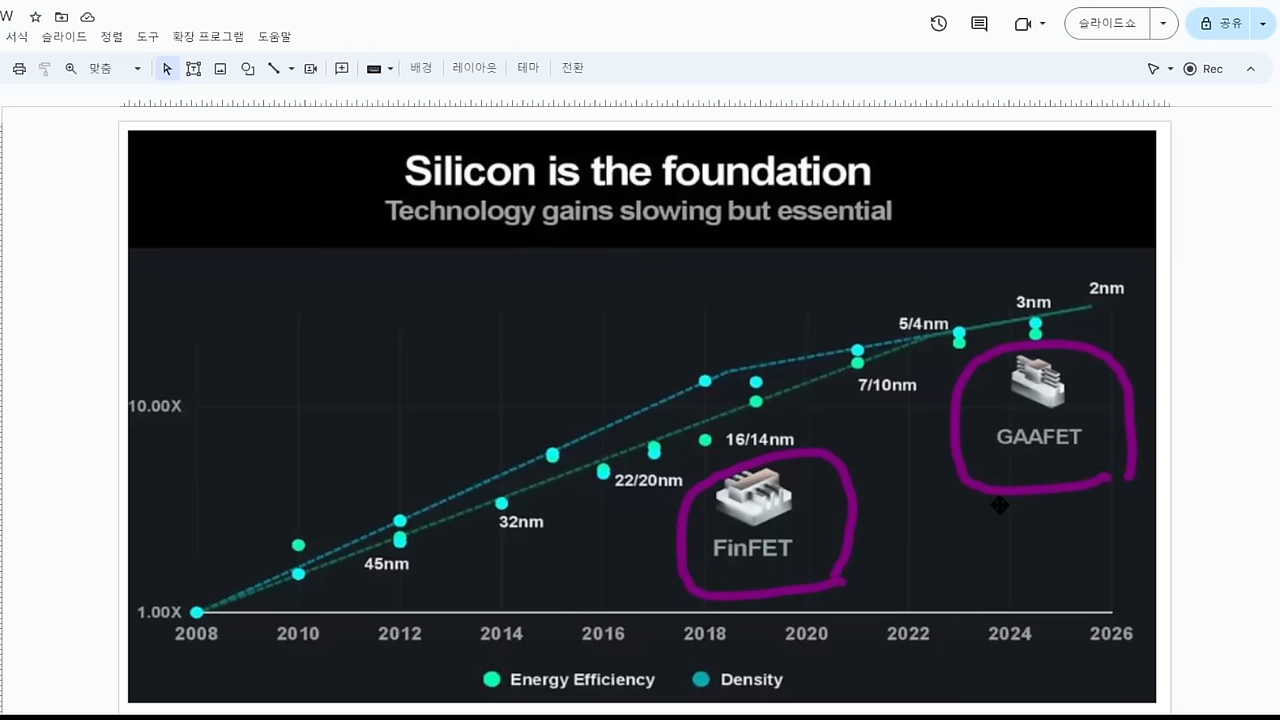 W
서식 슬라이드 정렬 도구 확장 프로그램 도움말
슬라이드쇼
공유
맞춤
배경 레이아웃 테마 전환
Rec
Silicon is the foundation
Technology gains slowing but essential
2nm
3nm
5/4nm
7/10nm
10.00X
GAAFET
16/14nm
22/20nm
32nm
FinFET
45nm
1.00X
2008 2010 2012 2014 2016 2018 2020 2022 2024 2026
Energy Efficiency Density